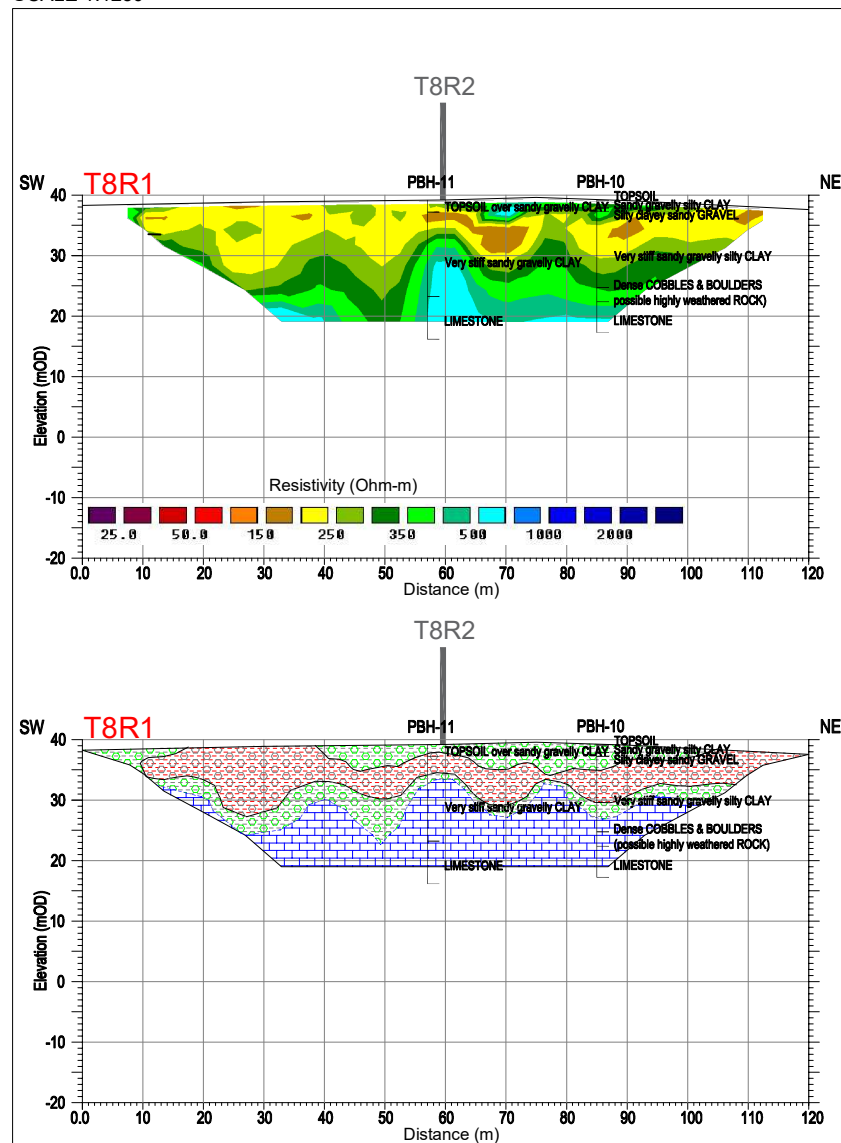 T8R2
SW
T8R1
PBH-11
PBH-10
NE
TOPSOIL
TOPSOIL over sandy gravelly CLAY
Sandy gravelly silty CLAY
Silty clayey sandy GRAVEL
Very stiff sandy gravelly CLAY
Very stiff sandy gravelly silty CLAY
Dense COBBLES & BOULDERS
possible highly weathered ROCK)
LIMESTONE
LIMESTONE
40
30
20
10
0
-10
-20
Elevation (mOD)
Resistivity (Ohm-m)
25.0 50.0 150 250 350 500 1000 2000
0.0 10 20 30 40 50 60 70 80 90 100 110 120
Distance (m)
T8R2
SW
T8R1
PBH-11
PBH-10
NE
TOPSOIL
TOPSOIL over sandy gravelly CLAY
Sandy gravelly silty CLAY
Silty clayey sandy GRAVEL
Very stiff sandy gravelly CLAY
Very stiff sandy gravelly silty CLAY
Dense COBBLES & BOULDERS
(possible highly weathered ROCK)
LIMESTONE
LIMESTONE
40
30
20
10
0
-10
-20
Elevation (mOD)
0.0 10 20 30 40 50 60 70 80 90 100 110 120
Distance (m)